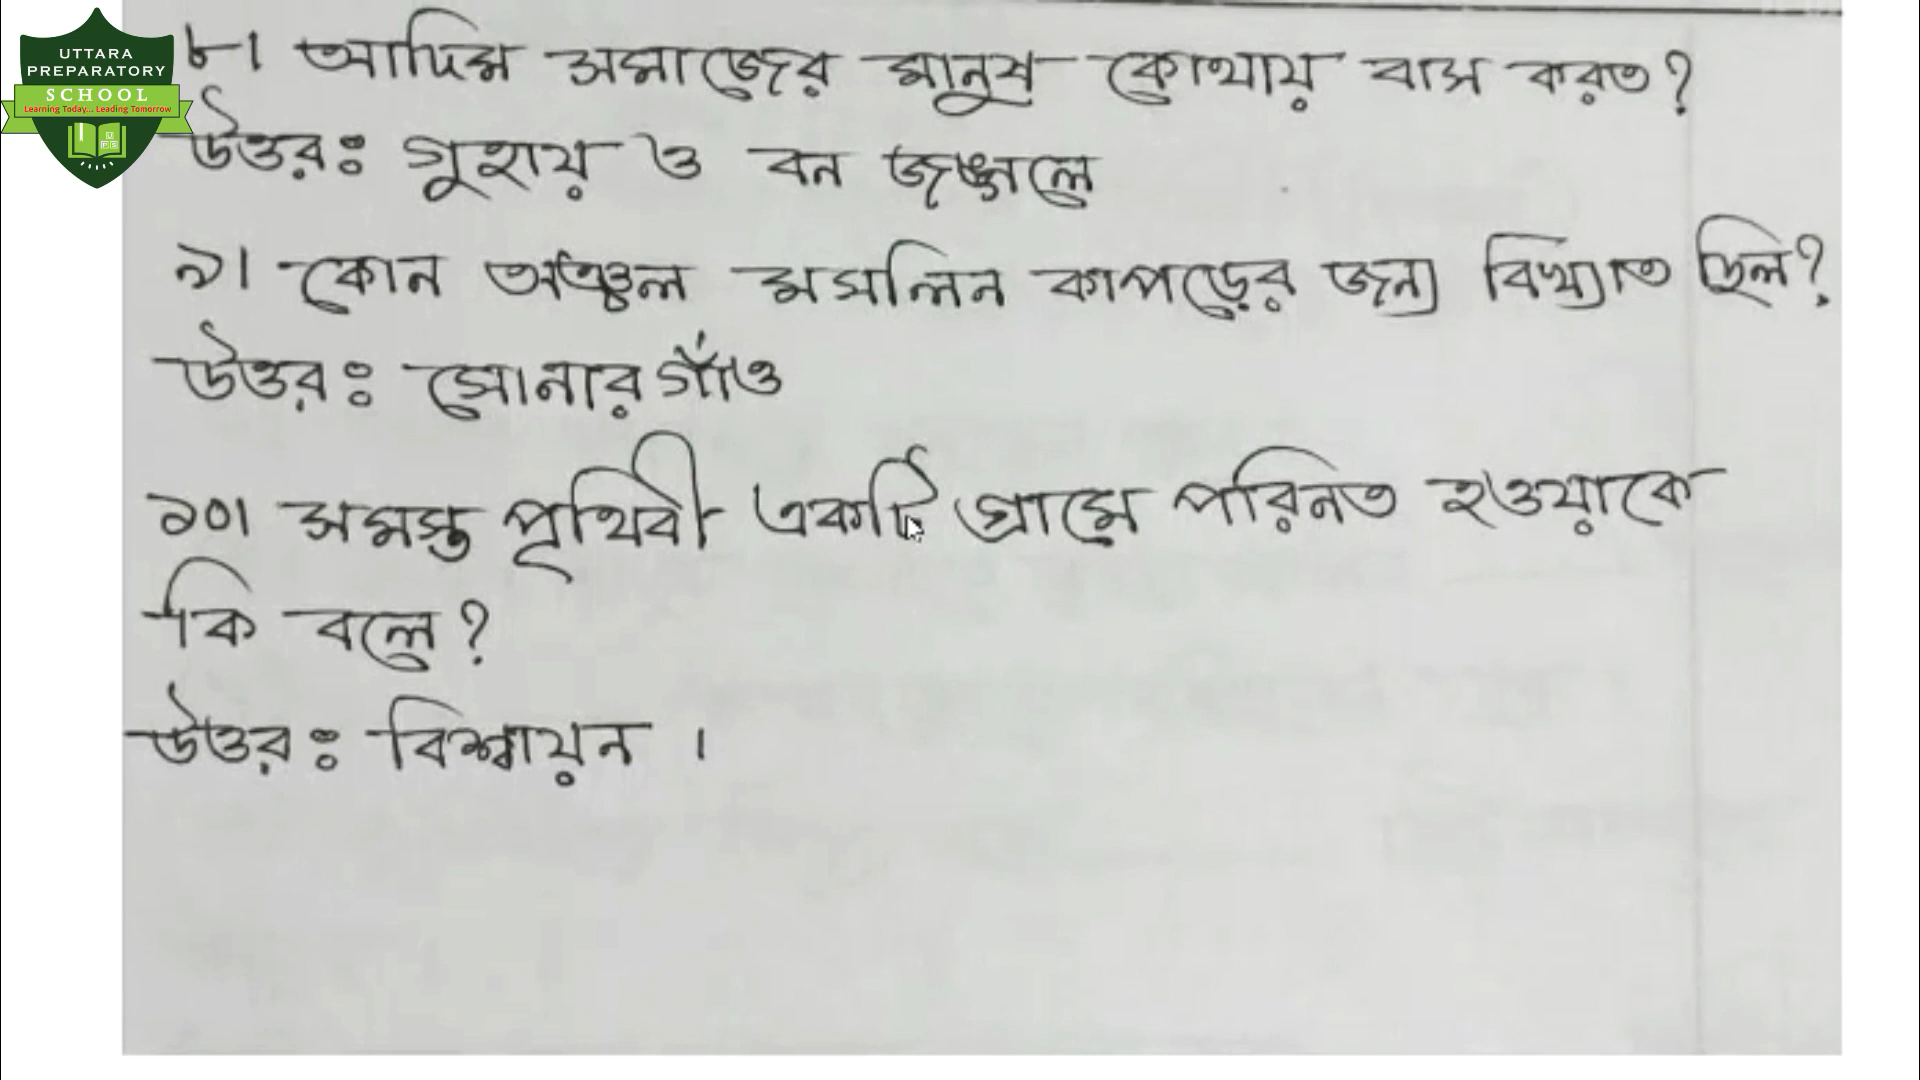 UTTARA
PREPARATORY
SCHOOL
Learning Today... Leading Tomorrow
৮। আদিম সমাজের মানুষ কোথায় বাস করত?
উত্তরঃ গুহায় ও বন জঙ্গলে
৯। কোন অঞ্চল মসলিন কাপড়ের জন্য বিখ্যাত ছিল?
উত্তরঃ সোনারগাঁও
১০। সমস্ত পৃথিবী একটি গ্রামে পরিনত হওয়াকে
কি বলে?
উত্তরঃ বিশ্বায়ন ।